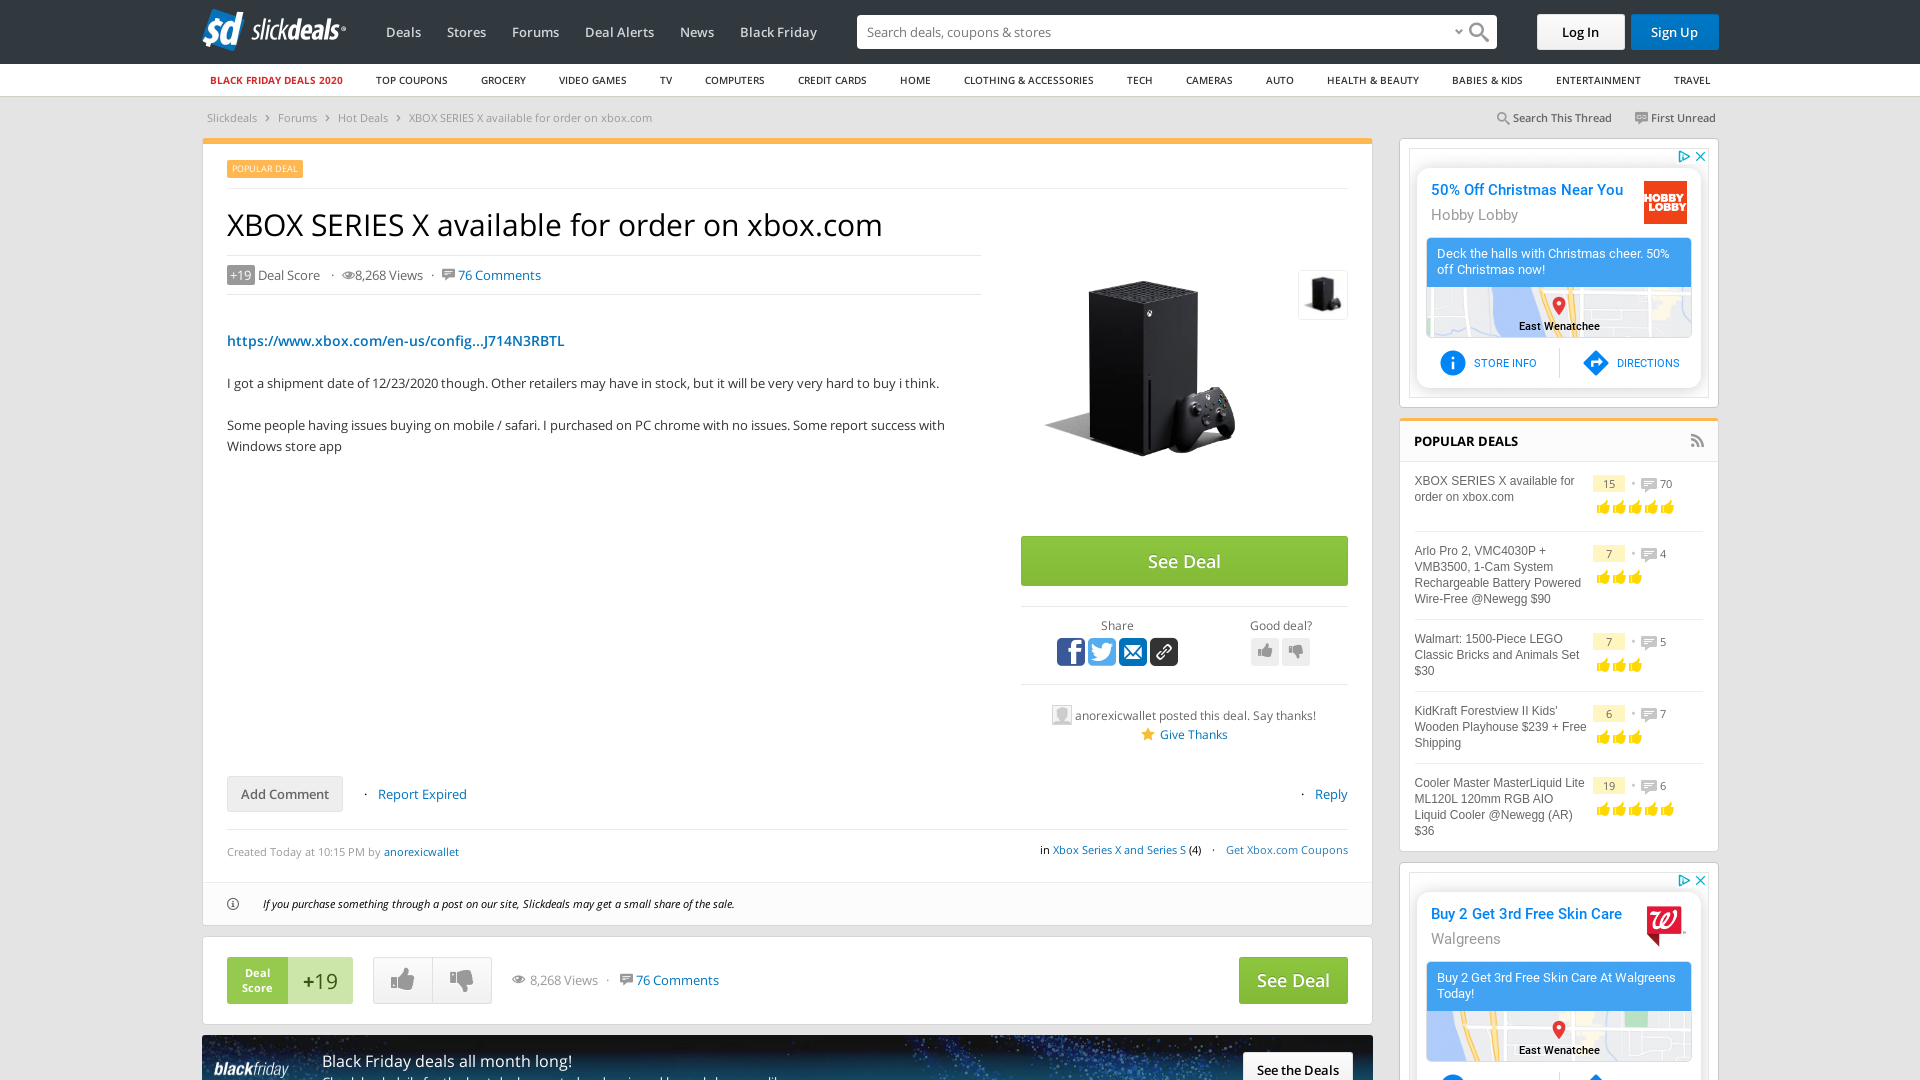 slickdeals
Deals
Stores
Forums
Deal Alerts
News
Black Friday
Search deals, coupons & stores
Log In
Sign Up
BLACK FRIDAY DEALS 2020
TOP COUPONS
GROCERY
VIDEO GAMES
TV
COMPUTERS
CREDIT CARDS
HOME
CLOTHING & ACCESSORIES
TECH
CAMERAS
AUTO
HEALTH & BEAUTY
BABIES & KIDS
ENTERTAINMENT
TRAVEL
Slickdeals › Forums › Hot Deals › XBOX SERIES X available for order on xbox.com
Search This Thread
First Unread
POPULAR DEAL
XBOX SERIES X available for order on xbox.com
+19 Deal Score · 8,268 Views · 76 Comments
https://www.xbox.com/en-us/config...J714N3RBTL
I got a shipment date of 12/23/2020 though. Other retailers may have in stock, but it will be very very hard to buy i think.
Some people having issues buying on mobile / safari. I purchased on PC chrome with no issues. Some report success with
Windows store app
See Deal
Share
Good deal?
anorexicwallet posted this deal. Say thanks!
Give Thanks
Add Comment
· Report Expired
· Reply
Created Today at 10:15 PM by anorexicwallet
in Xbox Series X and Series S (4) · Get Xbox.com Coupons
If you purchase something through a post on our site, Slickdeals may get a small share of the sale.
Deal
Score
+19
8,268 Views · 76 Comments
See Deal
blackfriday
Black Friday deals all month long!
See the Deals
50% Off Christmas Near You
Hobby Lobby
HOBBY
LOBBY
Deck the halls with Christmas cheer. 50%
off Christmas now!
East Wenatchee
STORE INFO
DIRECTIONS
POPULAR DEALS
XBOX SERIES X available for
order on xbox.com
15 · 70
Arlo Pro 2, VMC4030P +
VMB3500, 1-Cam System
Rechargeable Battery Powered
Wire-Free @Newegg $90
7 · 4
Walmart: 1500-Piece LEGO
Classic Bricks and Animals Set
$30
7 · 5
KidKraft Forestview II Kids'
Wooden Playhouse $239 + Free
Shipping
6 · 7
Cooler Master MasterLiquid Lite
ML120L 120mm RGB AIO
Liquid Cooler @Newegg (AR)
$36
19 · 6
Buy 2 Get 3rd Free Skin Care
Walgreens
Buy 2 Get 3rd Free Skin Care At Walgreens
Today!
East Wenatchee